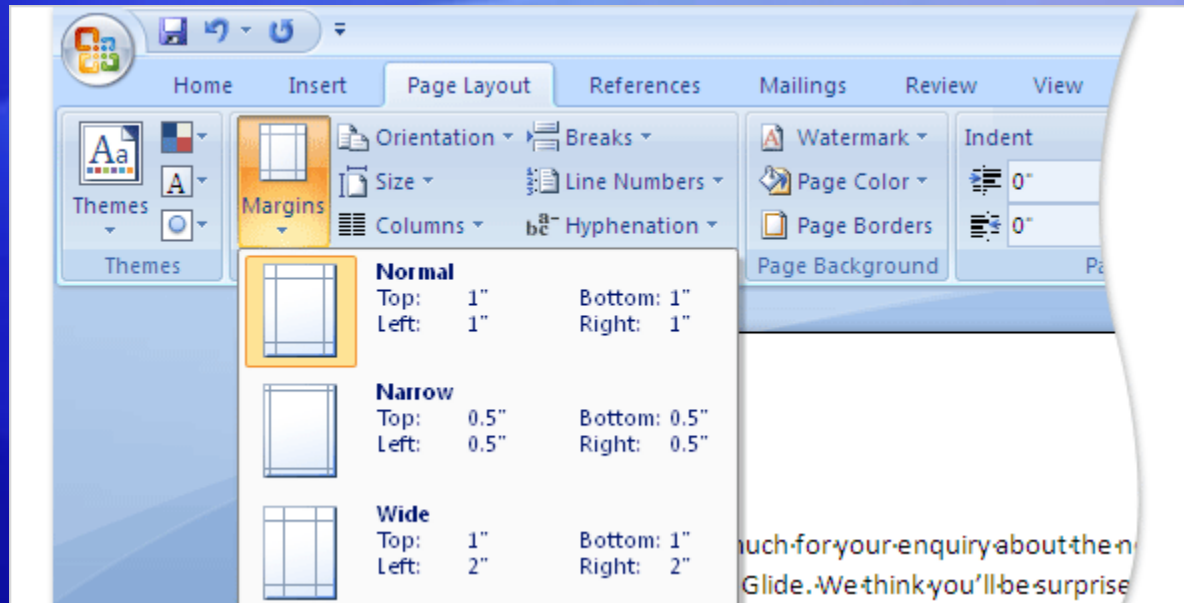 Home Insert Page Layout References Mailings Review View
Aa Orientation Breaks Watermark Indent
A Size Line Numbers Page Color 0"
Themes Margins Columns Hyphenation Page Borders 0"
Themes Page Background
Normal
Top: 1" Bottom: 1"
Left: 1" Right: 1"
Narrow
Top: 0.5" Bottom: 0.5"
Left: 0.5" Right: 0.5"
Wide
Top: 1" Bottom: 1"
Left: 2" Right: 2"
for·your·enquiry·about·the
Glide.·We·think·you'll·be